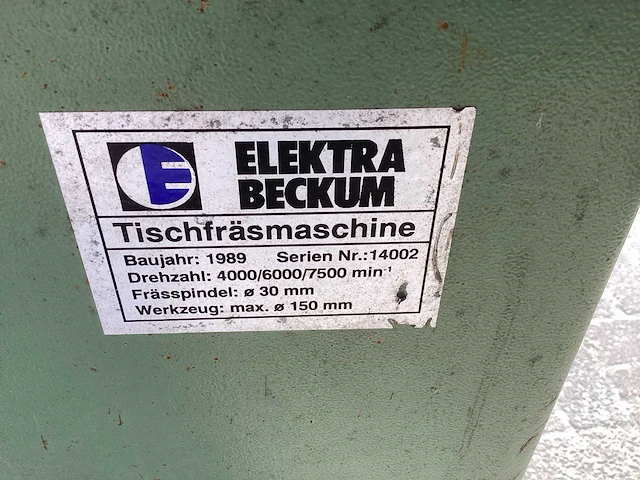 ELEKTRA
BECKUM
Tischfräsmaschine
Baujahr: 1989 Serien Nr.:14002
Drehzahl: 4000/6000/7500 min⁻¹
Frässpindel: ø 30 mm
Werkzeug: max. ø 150 mm